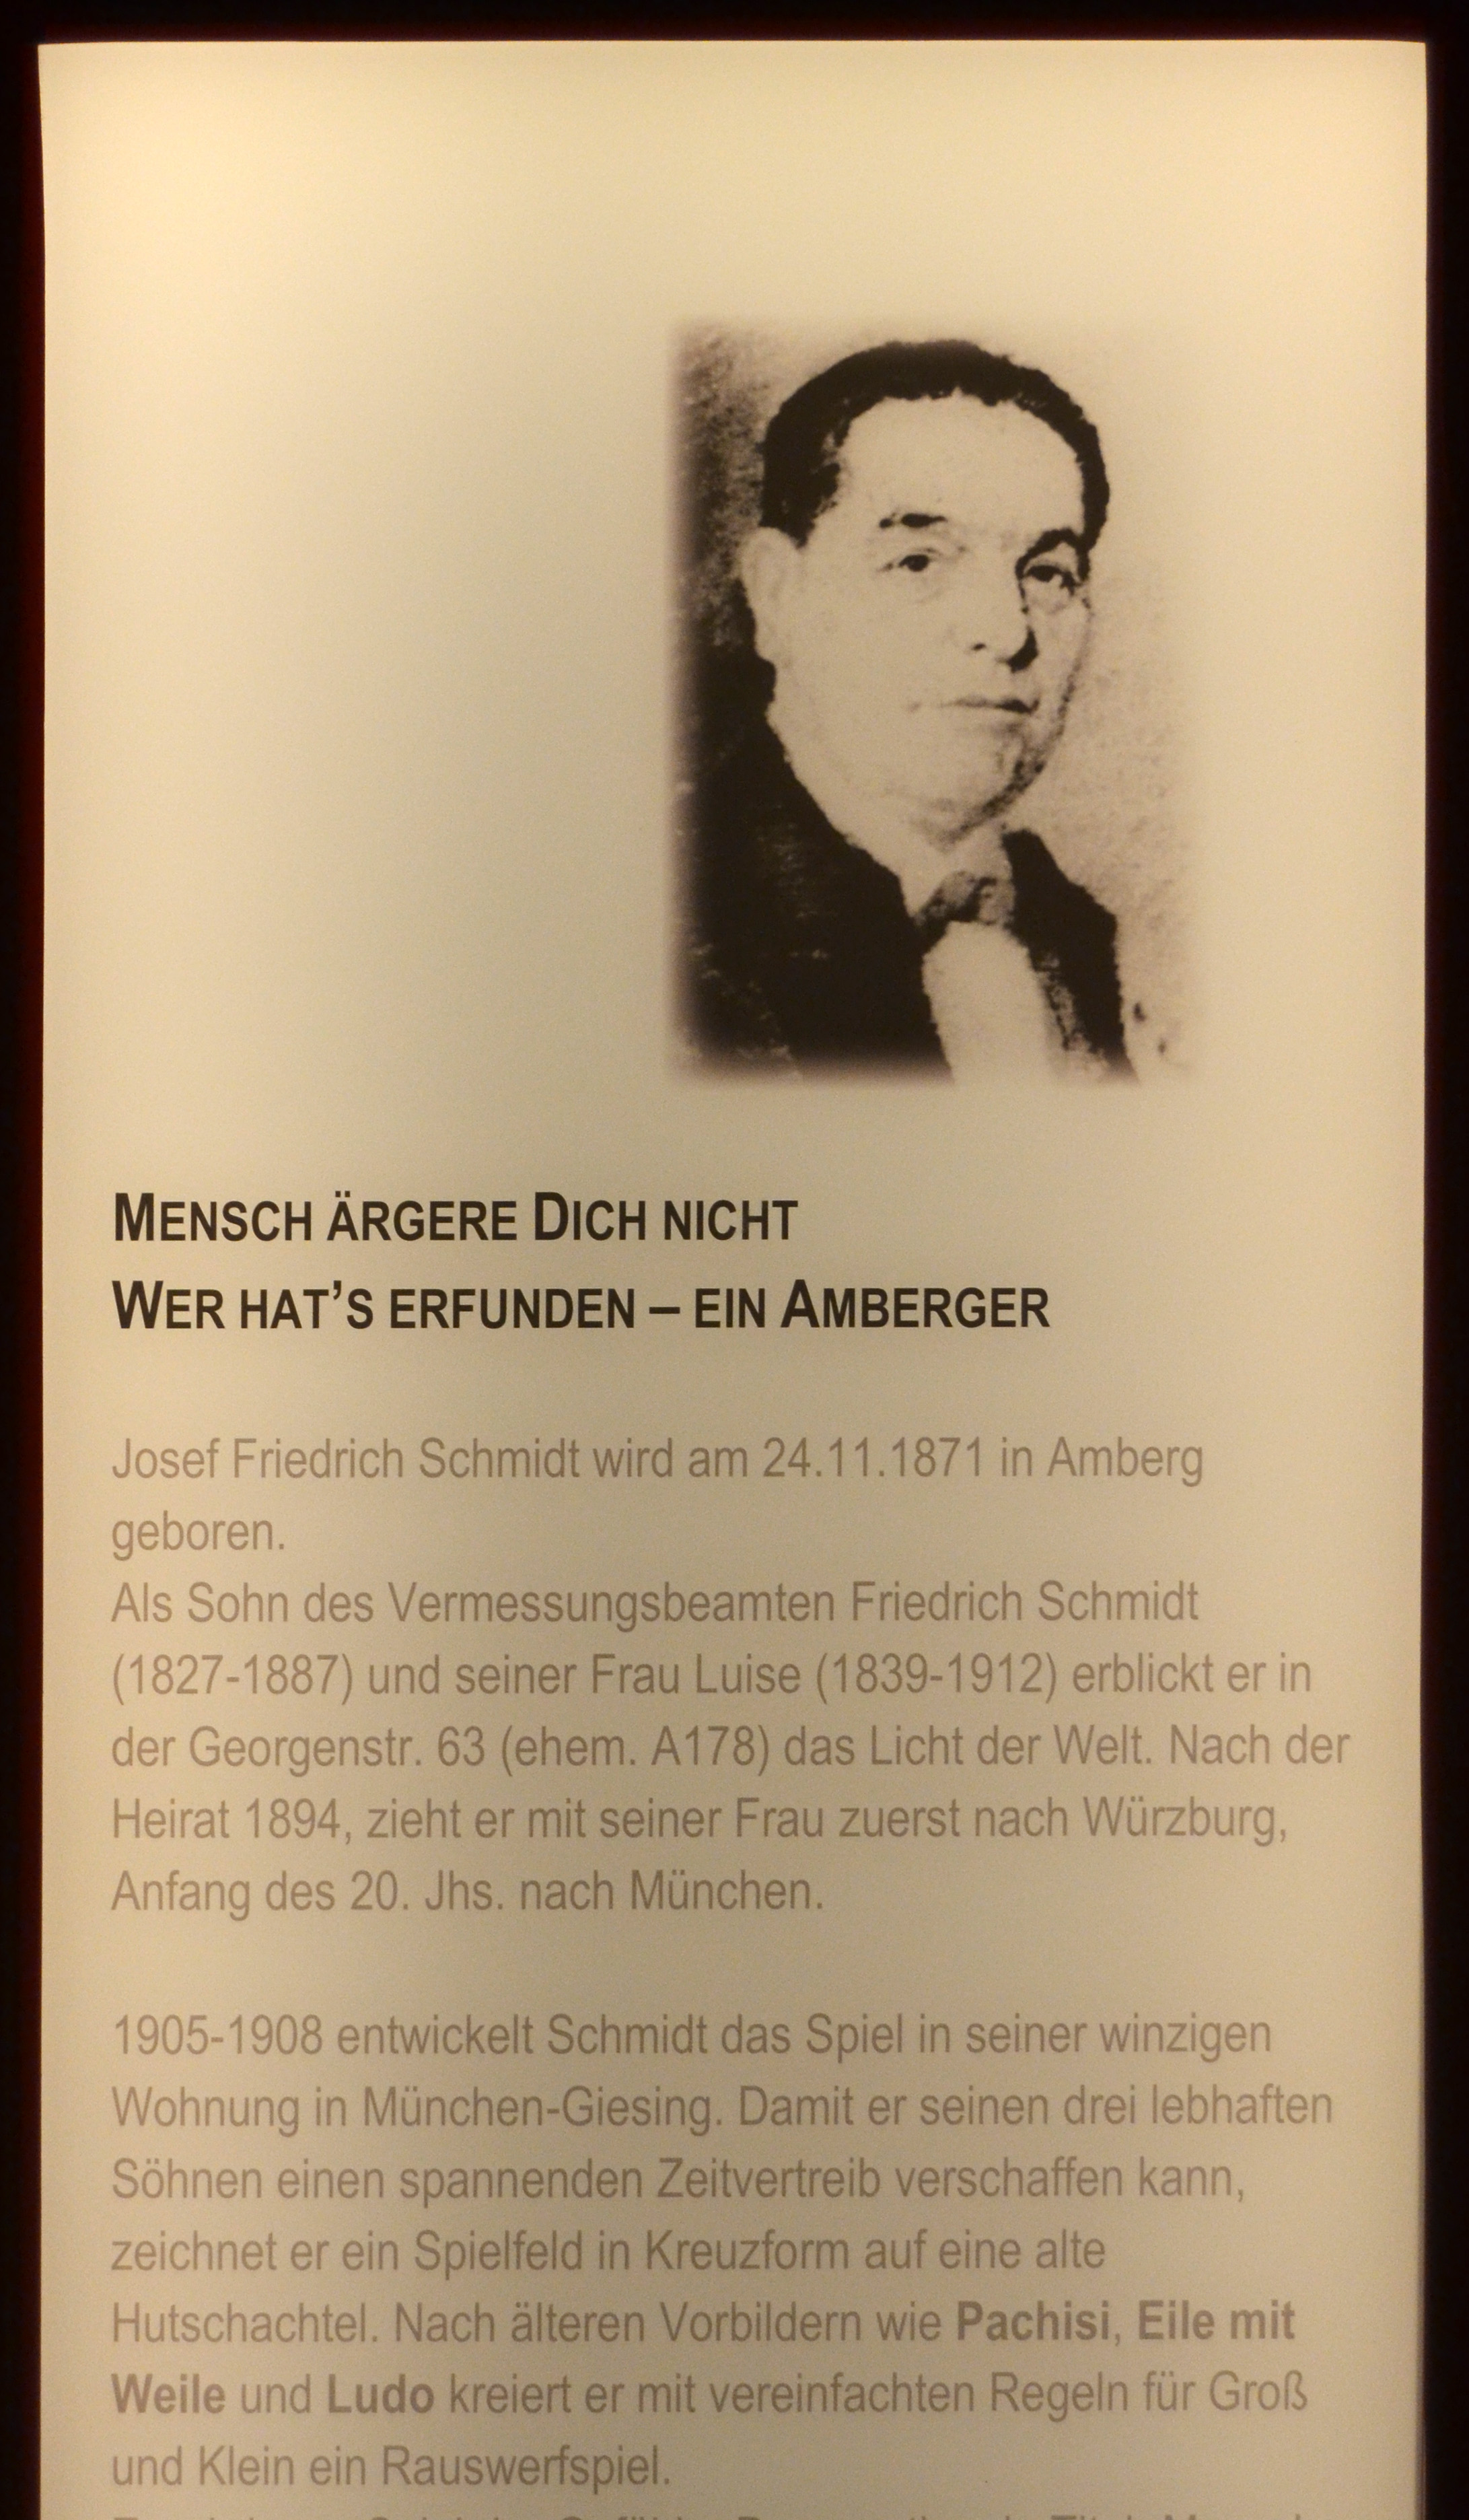 MENSCH ÄRGERE DICH NICHT
WER HAT’S ERFUNDEN – EIN AMBERGER
Josef Friedrich Schmidt wird am 24.11.1871 in Amberg
geboren.
Als Sohn des Vermessungsbeamten Friedrich Schmidt
(1827-1887) und seiner Frau Luise (1839-1912) erblickt er in
der Georgenstr. 63 (ehem. A178) das Licht der Welt. Nach der
Heirat 1894, zieht er mit seiner Frau zuerst nach Würzburg,
Anfang des 20. Jhs. nach München.
1905-1908 entwickelt Schmidt das Spiel in seiner winzigen
Wohnung in München-Giesing. Damit er seinen drei lebhaften
Söhnen einen spannenden Zeitvertreib verschaffen kann,
zeichnet er ein Spielfeld in Kreuzform auf eine alte
Hutschachtel. Nach älteren Vorbildern wie Pachisi, Eile mit
Weile und Ludo kreiert er mit vereinfachten Regeln für Groß
und Klein ein Rauswerfspiel.